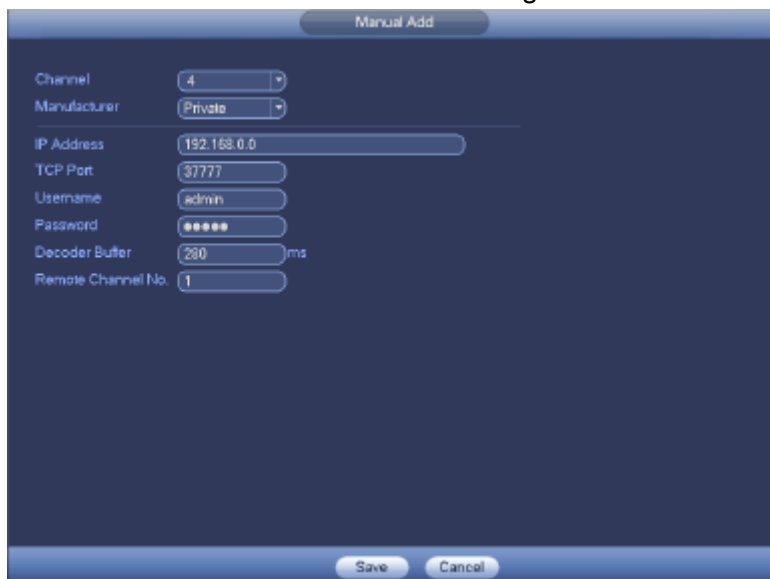 Manual Add
Channel 4
Manufacturer Private
IP Address 192.168.0.0
TCP Port 37777
Username admin
Password ●●●●●
Decoder Buffer 280 ms
Remote Channel No. 1
Save Cancel